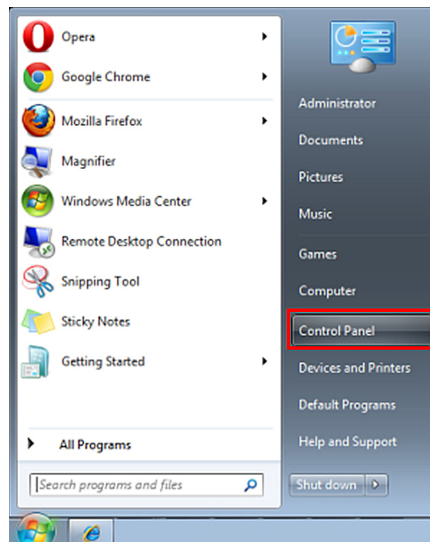 Opera
Google Chrome
Mozilla Firefox
Magnifier
Windows Media Center
Remote Desktop Connection
Snipping Tool
Sticky Notes
Getting Started
All Programs
Search programs and files
Administrator
Documents
Pictures
Music
Games
Computer
Control Panel
Devices and Printers
Default Programs
Help and Support
Shut down